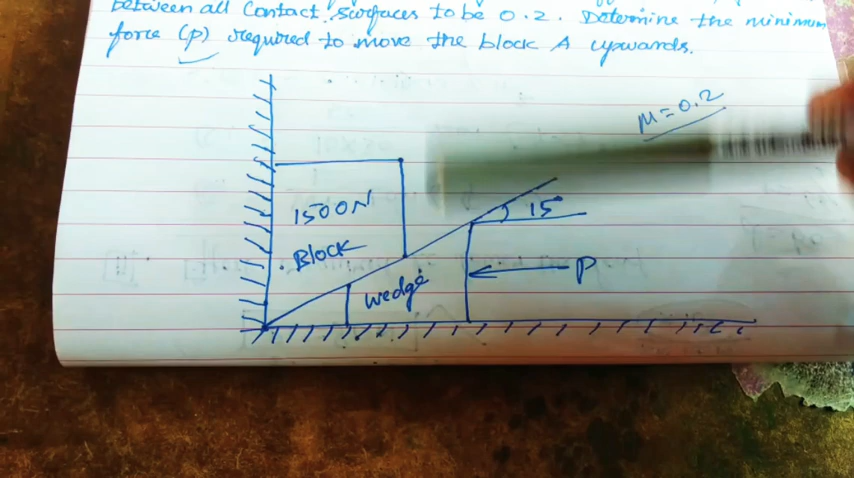 between all Contact surfaces to be 0.2. Determine the minimum
force (P) required to move the block A upwards.
μ=0.2
1500N
Block
15°
wedge
P